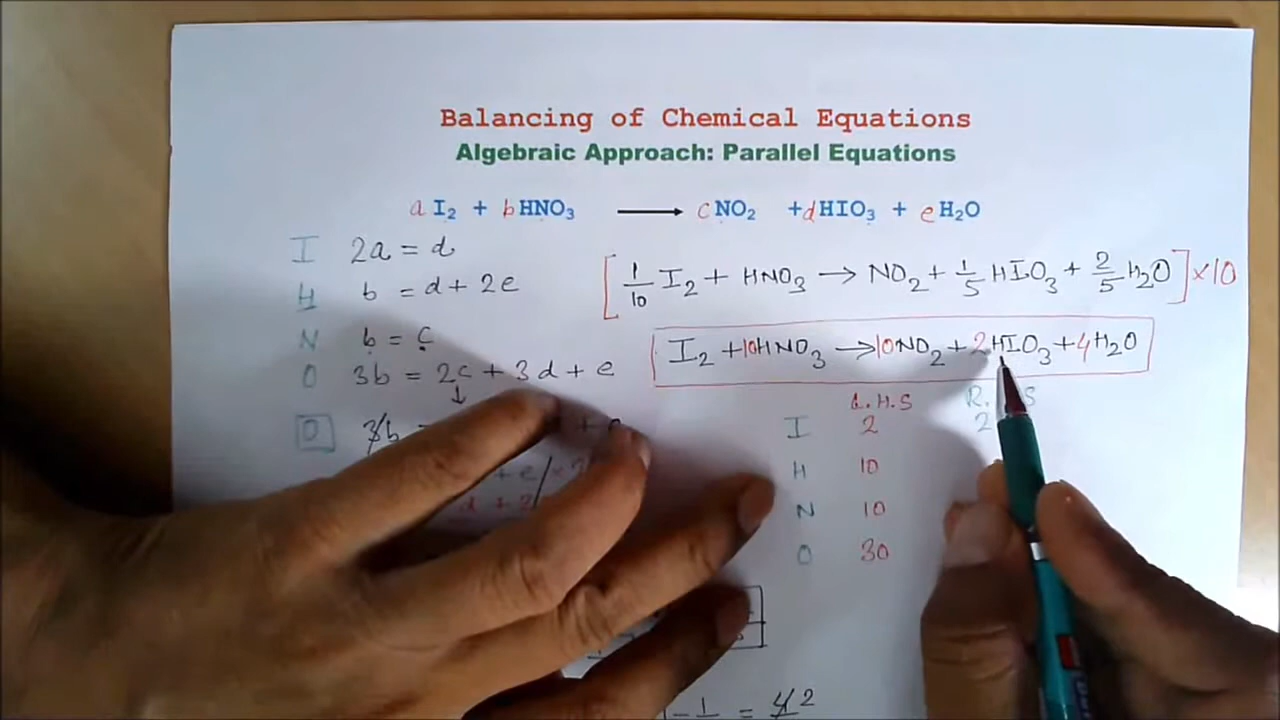 Balancing of Chemical Equations
Algebraic Approach: Parallel Equations
a I₂ + b HNO₃ ⟶ c NO₂ + d HIO₃ + e H₂O
I 2a = d
H b = d + 2e
N b = c
O 3b = 2c + 3d + e
[1/10 I₂ + HNO₃ → NO₂ + 1/5 HIO₃ + 2/5 H₂O] × 10
I₂ + 10HNO₃ → 10NO₂ + 2HIO₃ + 4H₂O
L.H.S R. S
I 2 2
H 10
N 10
O 30
↓
O 3b